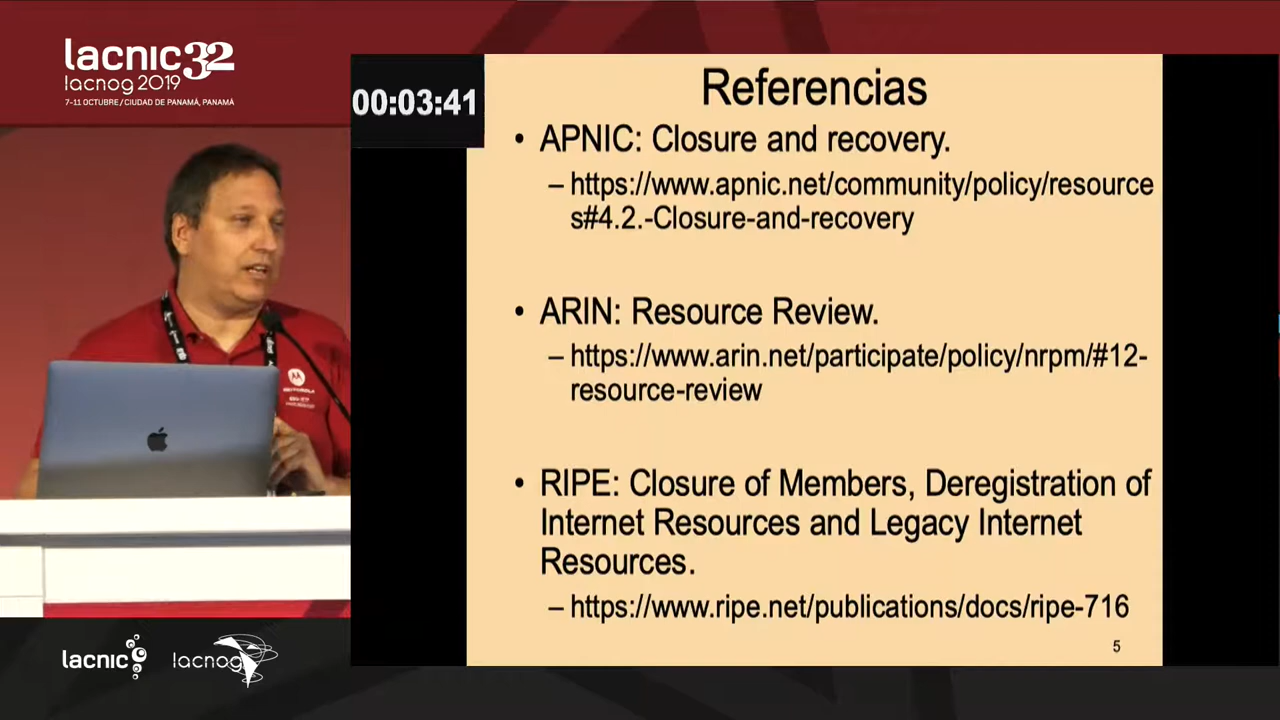 lacnic32
lacnog 2019
7-11 OCTUBRE / CIUDAD DE PANAMÁ, PANAMÁ
00:03:41
Referencias
• APNIC: Closure and recovery.
– https://www.apnic.net/community/policy/resource
s#4.2.-Closure-and-recovery
• ARIN: Resource Review.
– https://www.arin.net/participate/policy/nrpm/#12-
resource-review
• RIPE: Closure of Members, Deregistration of
Internet Resources and Legacy Internet
Resources.
– https://www.ripe.net/publications/docs/ripe-716
5
lacnic
lacnog